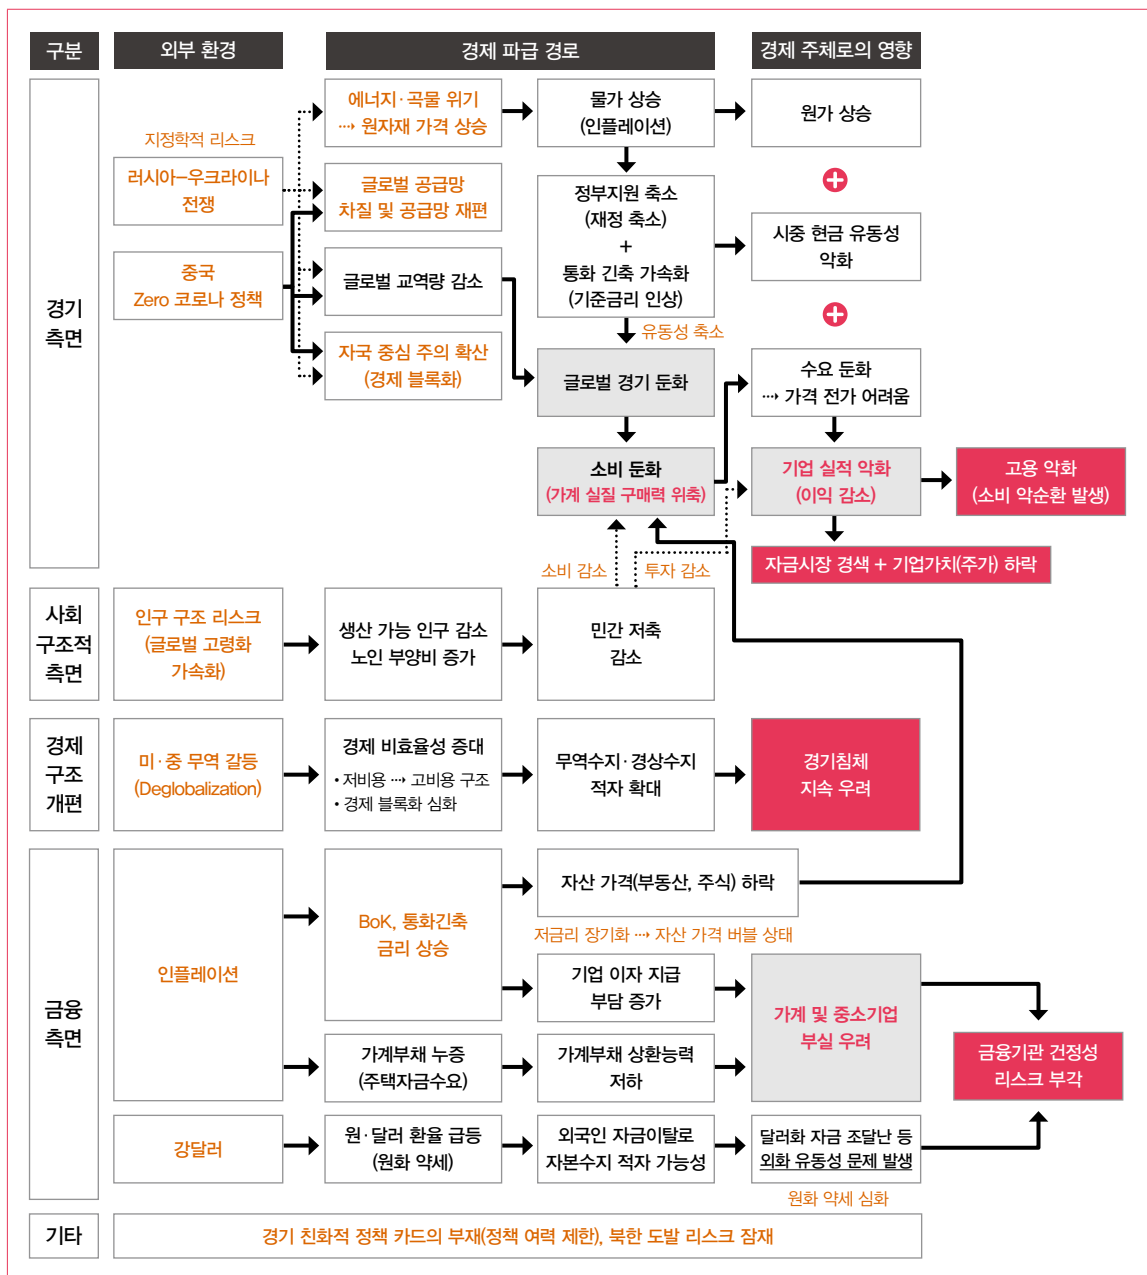 구분
외부 환경
경제 파급 경로
경제 주체로의 영향
경기
측면
지정학적 리스크
러시아–우크라이나
전쟁
중국
Zero 코로나 정책
에너지·곡물 위기
⋯→ 원자재 가격 상승
글로벌 공급망
차질 및 공급망 재편
글로벌 교역량 감소
자국 중심 주의 확산
(경제 블록화)
물가 상승
(인플레이션)
정부지원 축소
(재정 축소)
+
통화 긴축 가속화
(기준금리 인상)
유동성 축소
글로벌 경기 둔화
소비 둔화
(가계 실질 구매력 위축)
원가 상승
+
시중 현금 유동성
악화
+
수요 둔화
⋯→ 가격 전가 어려움
기업 실적 악화
(이익 감소)
고용 악화
(소비 악순환 발생)
자금시장 경색 + 기업가치(주가) 하락
소비 감소
투자 감소
사회
구조적
측면
인구 구조 리스크
(글로벌 고령화
가속화)
생산 가능 인구 감소
노인 부양비 증가
민간 저축
감소
경제
구조
개편
미·중 무역 갈등
(Deglobalization)
경제 비효율성 증대
• 저비용 ⋯→ 고비용 구조
• 경제 블록화 심화
무역수지·경상수지
적자 확대
경기침체
지속 우려
금융
측면
인플레이션
BoK, 통화긴축
금리 상승
자산 가격(부동산, 주식) 하락
저금리 장기화 ⋯→ 자산 가격 버블 상태
기업 이자 지급
부담 증가
가계부채 누증
(주택자금수요)
가계부채 상환능력
저하
가계 및 중소기업
부실 우려
금융기관 건정성
리스크 부각
강달러
원·달러 환율 급등
(원화 약세)
외국인 자금이탈로
자본수지 적자 가능성
달러화 자금 조달난 등
외화 유동성 문제 발생
원화 약세 심화
기타
경기 친화적 정책 카드의 부재(정책 여력 제한), 북한 도발 리스크 잠재